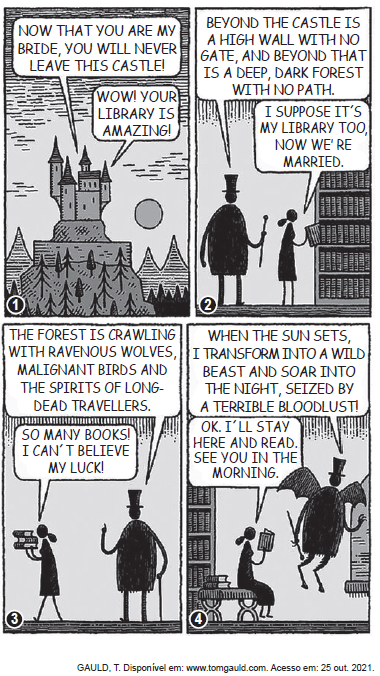 NOW THAT YOU ARE MY
BRIDE, YOU WILL NEVER
LEAVE THIS CASTLE!
WOW! YOUR
LIBRARY IS
AMAZING!
1
BEYOND THE CASTLE IS
A HIGH WALL WITH NO
GATE, AND BEYOND THAT
IS A DEEP, DARK FOREST
WITH NO PATH.
I SUPPOSE IT´S
MY LIBRARY TOO,
NOW WE'RE
MARRIED.
2
THE FOREST IS CRAWLING
WITH RAVENOUS WOLVES,
MALIGNANT BIRDS AND
THE SPIRITS OF LONG-
DEAD TRAVELLERS.
SO MANY BOOKS!
I CAN´T BELIEVE
MY LUCK!
3
WHEN THE SUN SETS,
I TRANSFORM INTO A WILD
BEAST AND SOAR INTO
THE NIGHT, SEIZED BY
A TERRIBLE BLOODLUST!
OK. I´LL STAY
HERE AND READ.
SEE YOU IN THE
MORNING.
4
GAULD, T. Disponível em: www.tomgauld.com. Acesso em: 25 out. 2021.